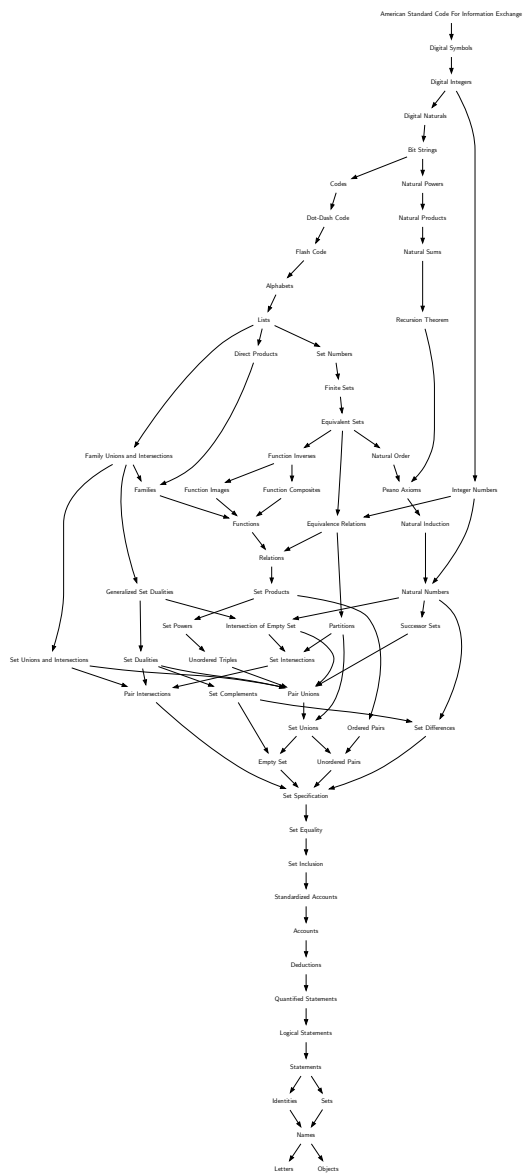 American Standard Code For Information Exchange
Digital Symbols
Digital Integers
Digital Naturals
Bit Strings
Codes
Natural Powers
Dot-Dash Code
Natural Products
Flash Code
Natural Sums
Alphabets
Lists
Recursion Theorem
Direct Products
Set Numbers
Finite Sets
Equivalent Sets
Family Unions and Intersections
Function Inverses
Natural Order
Families
Function Images
Function Composites
Peano Axioms
Integer Numbers
Functions
Equivalence Relations
Natural Induction
Relations
Generalized Set Dualities
Set Products
Natural Numbers
Set Powers
Intersection of Empty Set
Partitions
Successor Sets
Set Unions and Intersections
Set Dualities
Unordered Triples
Set Intersections
Pair Intersections
Set Complements
Pair Unions
Set Unions
Ordered Pairs
Set Differences
Empty Set
Unordered Pairs
Set Specification
Set Equality
Set Inclusion
Standardized Accounts
Accounts
Deductions
Quantified Statements
Logical Statements
Statements
Identities
Sets
Names
Letters
Objects